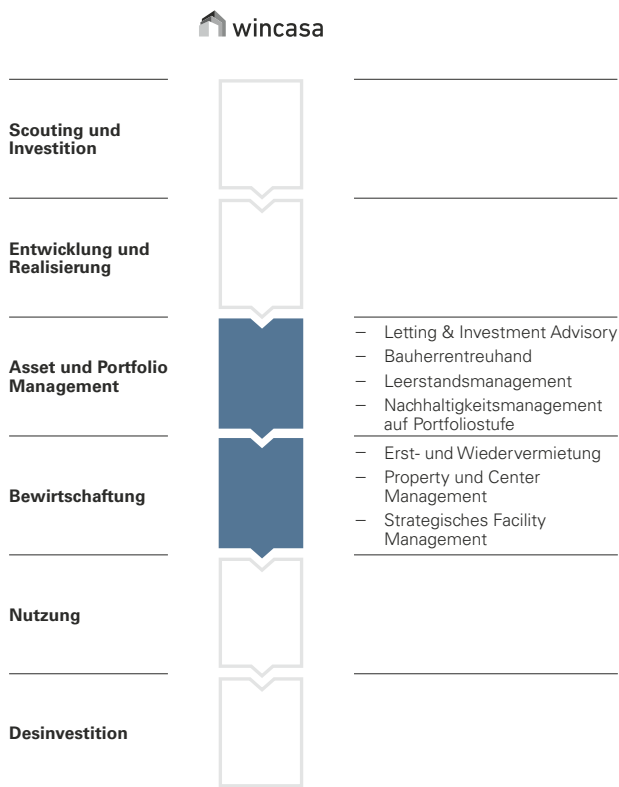 wincasa
Scouting und
Investition
Entwicklung und
Realisierung
Asset und Portfolio
Management
– Letting & Investment Advisory
– Bauherrentreuhand
– Leerstandsmanagement
– Nachhaltigkeitsmanagement
auf Portfoliostufe
Bewirtschaftung
– Erst- und Wiedervermietung
– Property und Center
Management
– Strategisches Facility
Management
Nutzung
Desinvestition